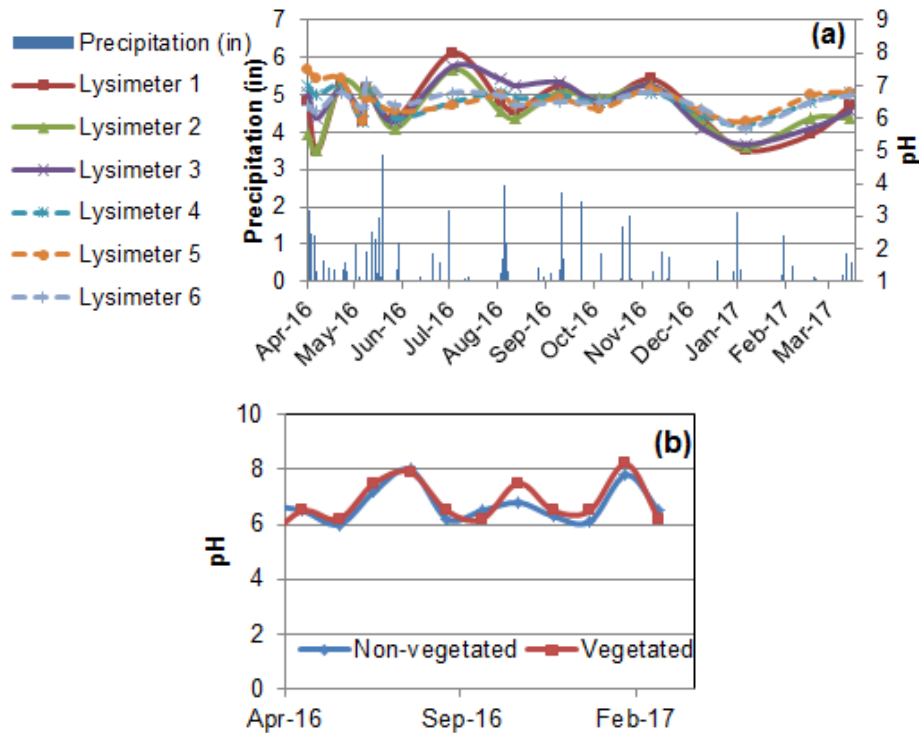 Precipitation (in)
Lysimeter 1
Lysimeter 2
Lysimeter 3
Lysimeter 4
Lysimeter 5
Lysimeter 6
(a)
Precipitation (in)
7
6
5
4
3
2
1
0
pH
9
8
7
6
5
4
3
2
1
Apr-16
May-16
Jun-16
Jul-16
Aug-16
Sep-16
Oct-16
Nov-16
Dec-16
Jan-17
Feb-17
Mar-17
(b)
pH
10
8
6
4
2
0
Non-vegetated
Vegetated
Apr-16
Sep-16
Feb-17